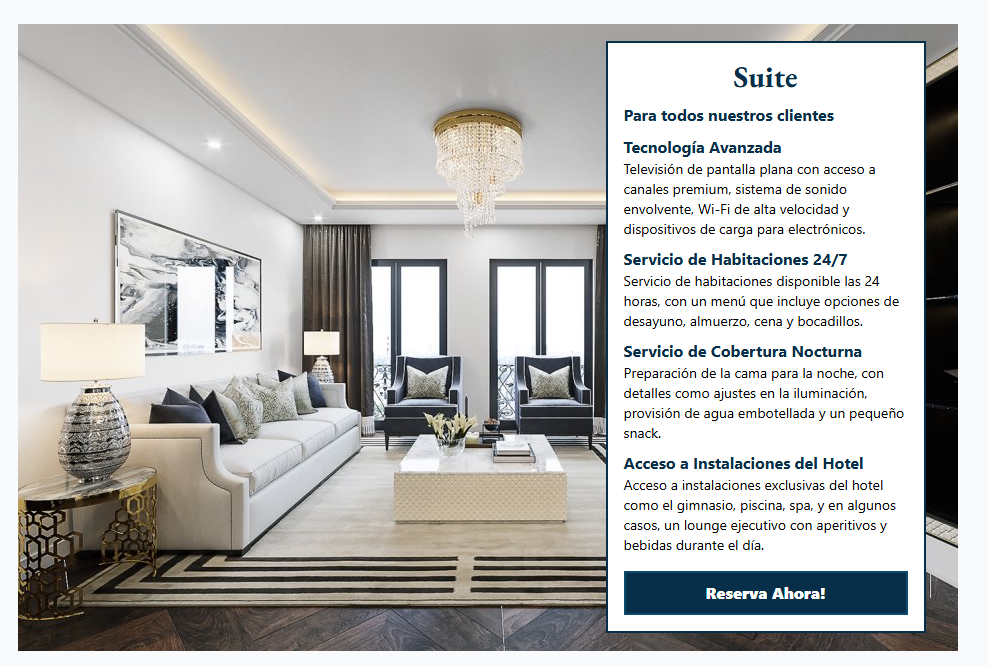 Suite
Para todos nuestros clientes
Tecnología Avanzada
Televisión de pantalla plana con acceso a
canales premium, sistema de sonido
envolvente, Wi-Fi de alta velocidad y
dispositivos de carga para electrónicos.
Servicio de Habitaciones 24/7
Servicio de habitaciones disponible las 24
horas, con un menú que incluye opciones de
desayuno, almuerzo, cena y bocadillos.
Servicio de Cobertura Nocturna
Preparación de la cama para la noche, con
detalles como ajustes en la iluminación,
provisión de agua embotellada y un pequeño
snack.
Acceso a Instalaciones del Hotel
Acceso a instalaciones exclusivas del hotel
como el gimnasio, piscina, spa, y en algunos
casos, un lounge ejecutivo con aperitivos y
bebidas durante el día.
Reserva Ahora!